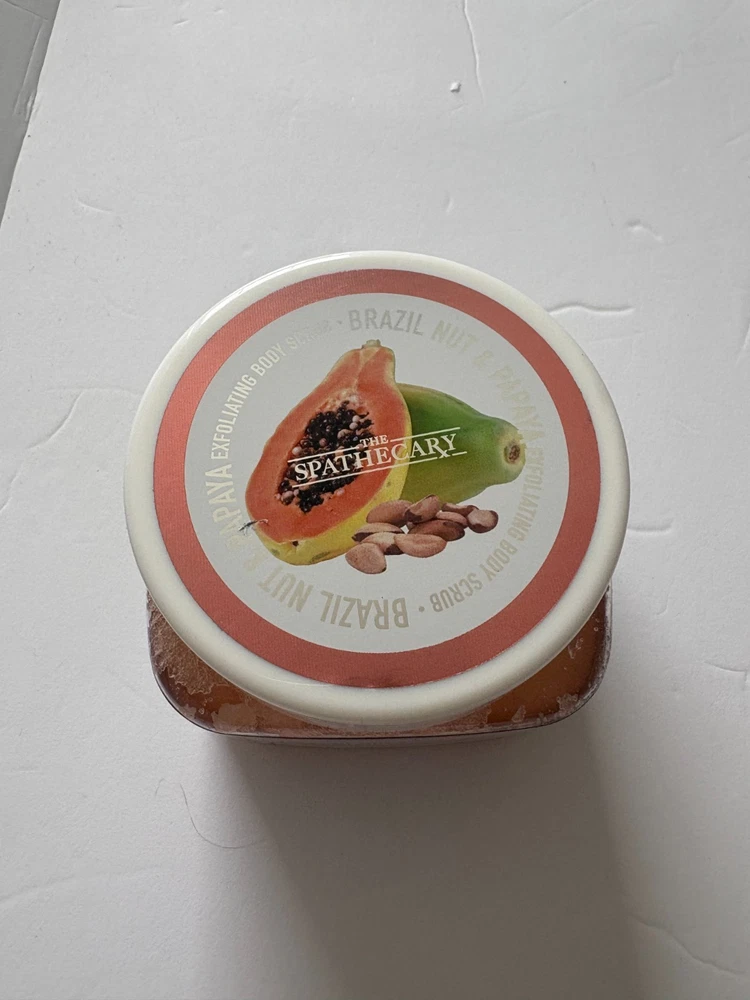 BRAZIL NUT & PAPAYA EXFOLIATING BODY SCRUB •
BRAZIL NUT & PAPAYA EXFOLIATING BODY SCRUB •
THE
SPATHECARY